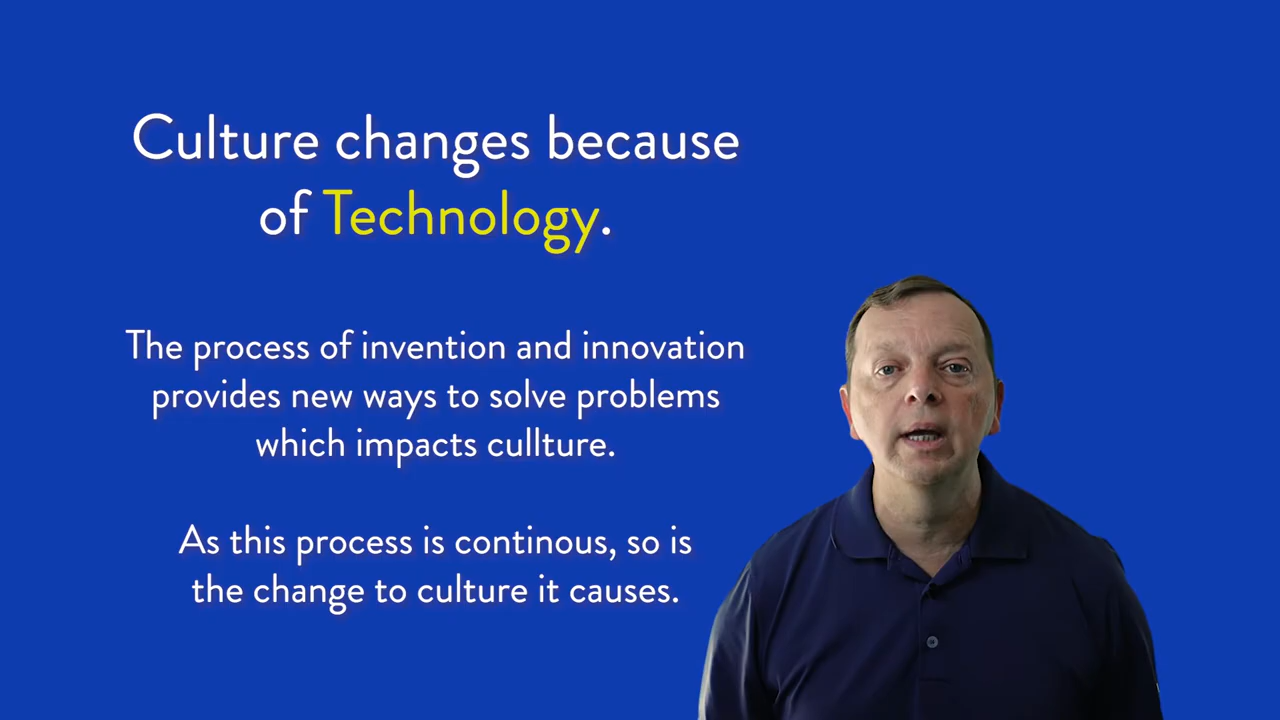 Culture changes because
of Technology.
The process of invention and innovation
provides new ways to solve problems
which impacts cullture.
As this process is continous, so is
the change to culture it causes.